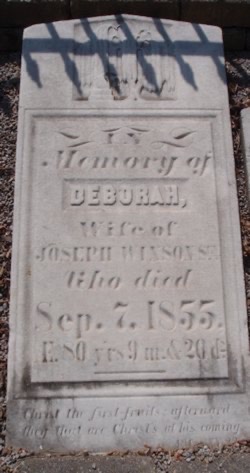 IN
Memory of
DEBORAH,
Wife of
JOSEPH WINSON
Who died
Sep. 7. 1855.
Æ. 80 yrs 9 m. & 20 ds
Christ the first-fruits; afterward
they that are Christ's at his coming